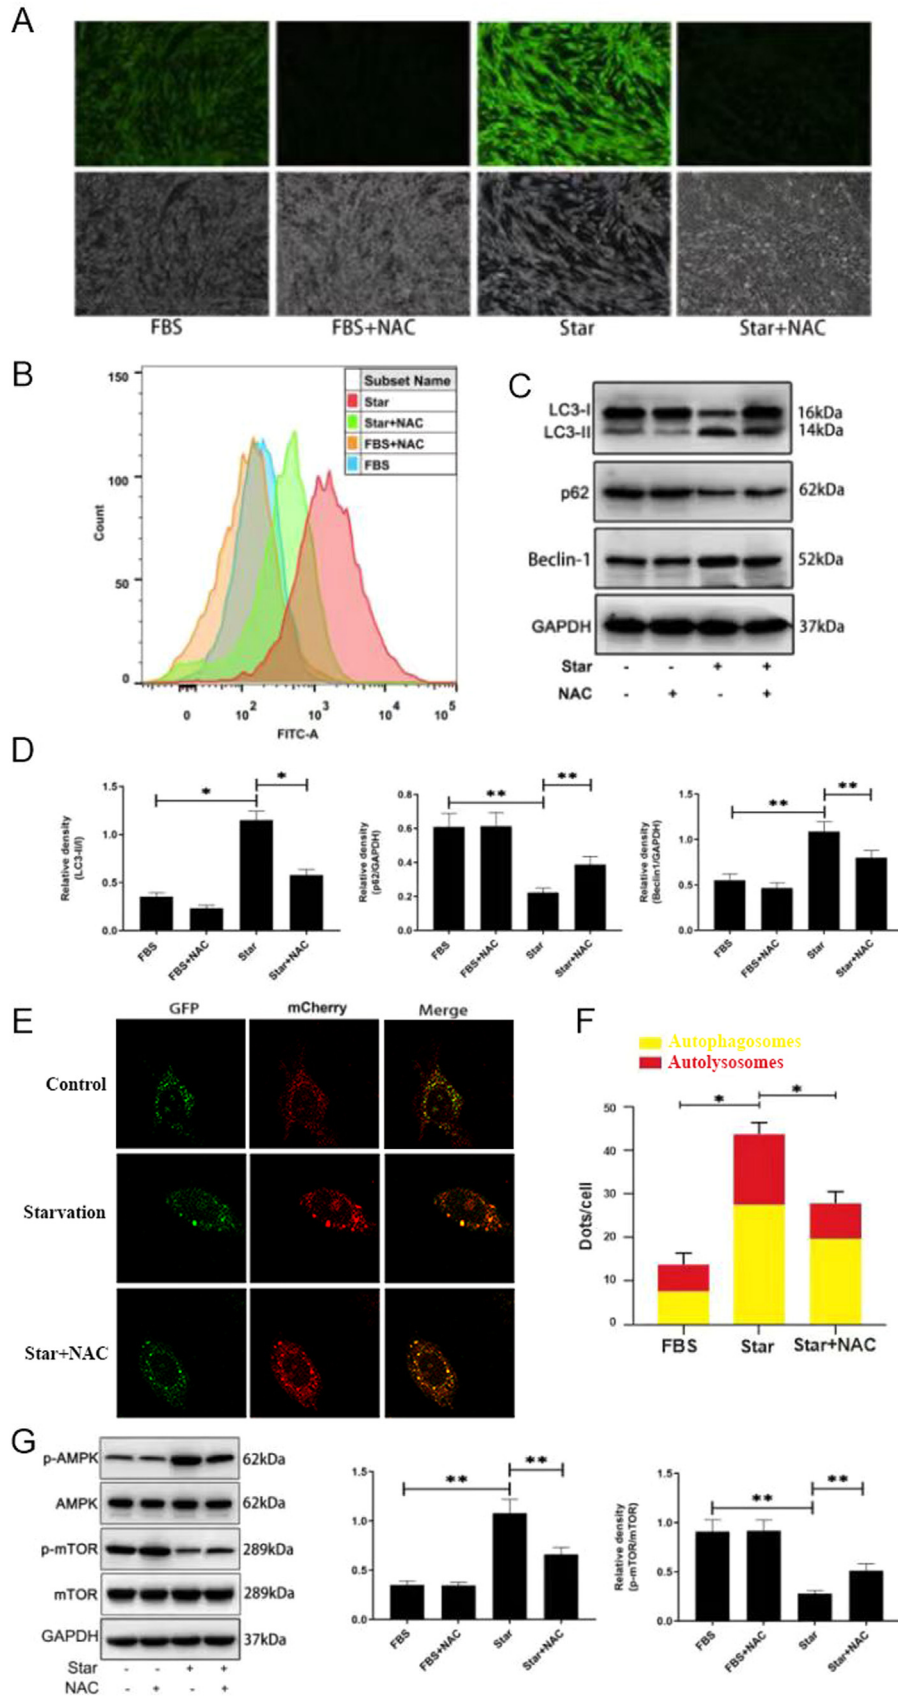 A
FBS FBS+NAC Star Star+NAC
B
150
100
50
0
Count
Subset Name
Star
Star+NAC
FBS+NAC
FBS
0 10² 10³ 10⁴ 10⁵
FITC-A
C
LC3-I 16kDa
LC3-II 14kDa
p62 62kDa
Beclin-1 52kDa
GAPDH 37kDa
Star - - + +
NAC - + - +
D
Relative density
(LC3-II/I)
1.5
1.0
0.5
0.0
* *
FBS FBS+NAC Star Star+NAC
Relative density
(p62/GAPDH)
0.8
0.6
0.4
0.2
0.0
** **
FBS FBS+NAC Star Star+NAC
Relative density
(Beclin1/GAPDH)
1.5
1.0
0.5
0.0
** **
FBS FBS+NAC Star Star+NAC
E
GFP mCherry Merge
Control
Starvation
Star+NAC
F
Autophagosomes
Autolysosomes
* *
Dots/cell
50
40
30
20
10
0
FBS Star Star+NAC
G
p-AMPK 62kDa
AMPK 62kDa
p-mTOR 289kDa
mTOR 289kDa
GAPDH 37kDa
Star - - + +
NAC - + - +
1.5
1.0
0.5
0.0
** **
FBS FBS+NAC Star Star+NAC
Relative density
(p-mTOR/mTOR)
1.5
1.0
0.5
0.0
** **
FBS FBS+NAC Star Star+NAC